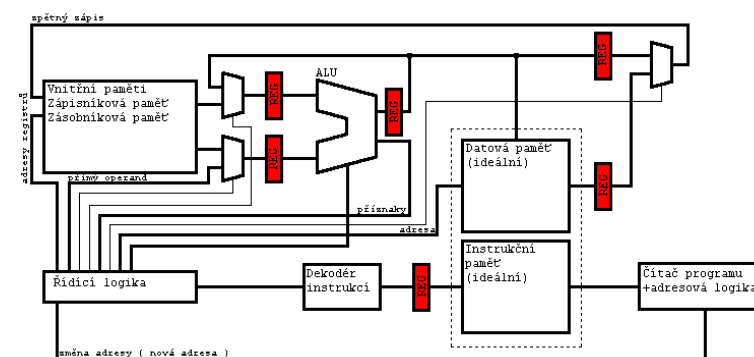 zpětný zápis
REG
ALU
REG
REG
Vnitřní paměti
Zápisníková paměť
Zásobníková paměť
adresy registrů
REG
Datová paměť
(ideální)
REG
přímý operand
příznaky
adresa
Instrukční
paměť
(ideální)
Řídící logika
Dekodér
instrukcí
REG
Čítač programu
+adresová logika
změna adresy ( nová adresa )